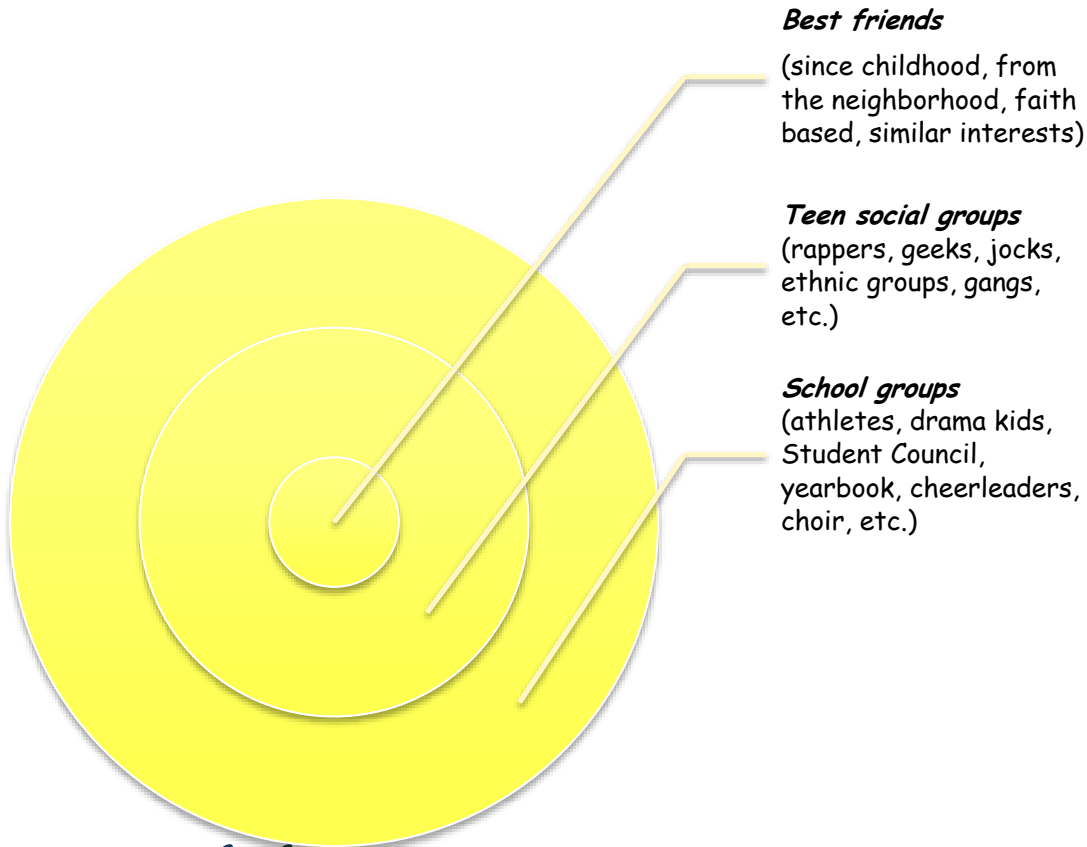 Best friends
(since childhood, from
the neighborhood, faith
based, similar interests)
Teen social groups
(rappers, geeks, jocks,
ethnic groups, gangs,
etc.)
School groups
(athletes, drama kids,
Student Council,
yearbook, cheerleaders,
choir, etc.)